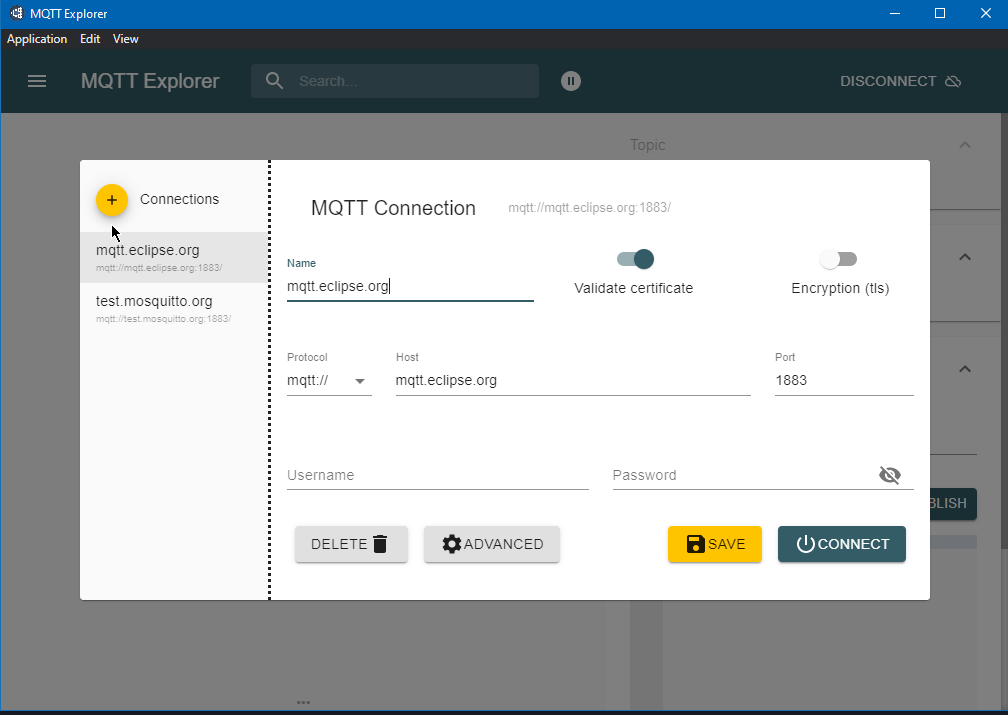 MQTT Explorer
Application Edit View
MQTT Explorer Search... DISCONNECT
Topic
Connections
mqtt.eclipse.org
mqtt://mqtt.eclipse.org:1883/
test.mosquitto.org
mqtt://test.mosquitto.org:1883/
MQTT Connection mqtt://mqtt.eclipse.org:1883/
Name
mqtt.eclipse.org
Validate certificate Encryption (tls)
Protocol Host Port
mqtt:// mqtt.eclipse.org 1883
Username Password
BLISH
DELETE ADVANCED SAVE CONNECT